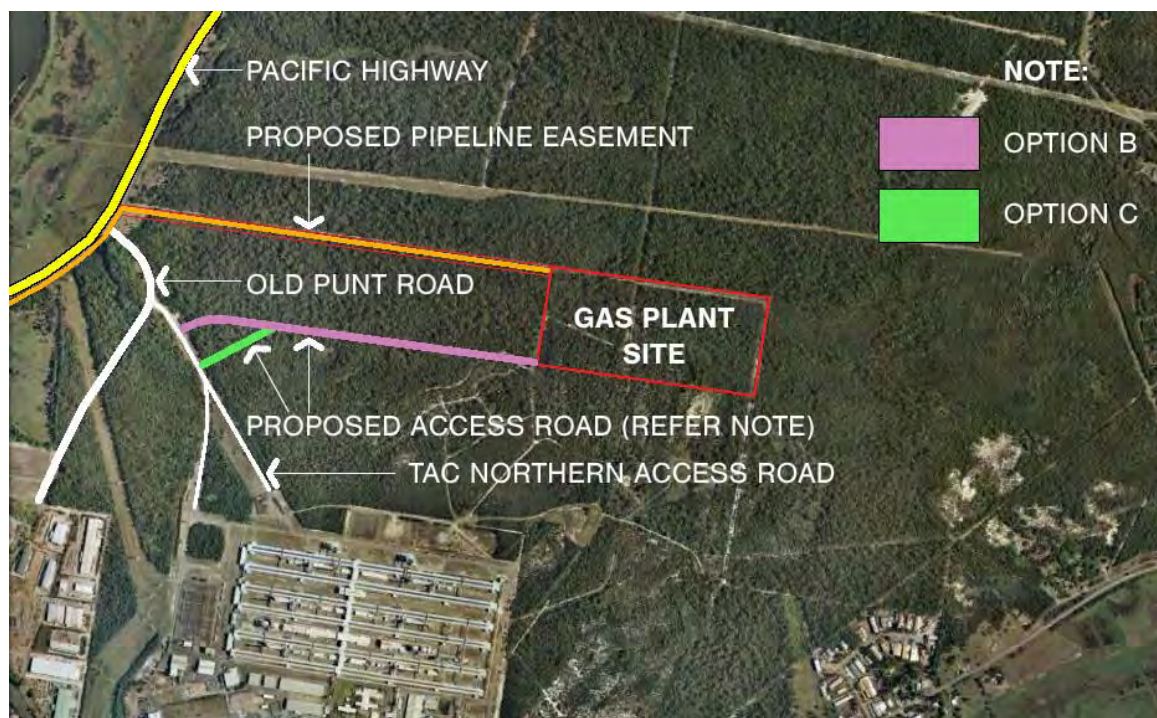 PACIFIC HIGHWAY
NOTE:
PROPOSED PIPELINE EASEMENT
OPTION B
OPTION C
OLD PUNT ROAD
GAS PLANT
SITE
PROPOSED ACCESS ROAD (REFER NOTE)
TAC NORTHERN ACCESS ROAD